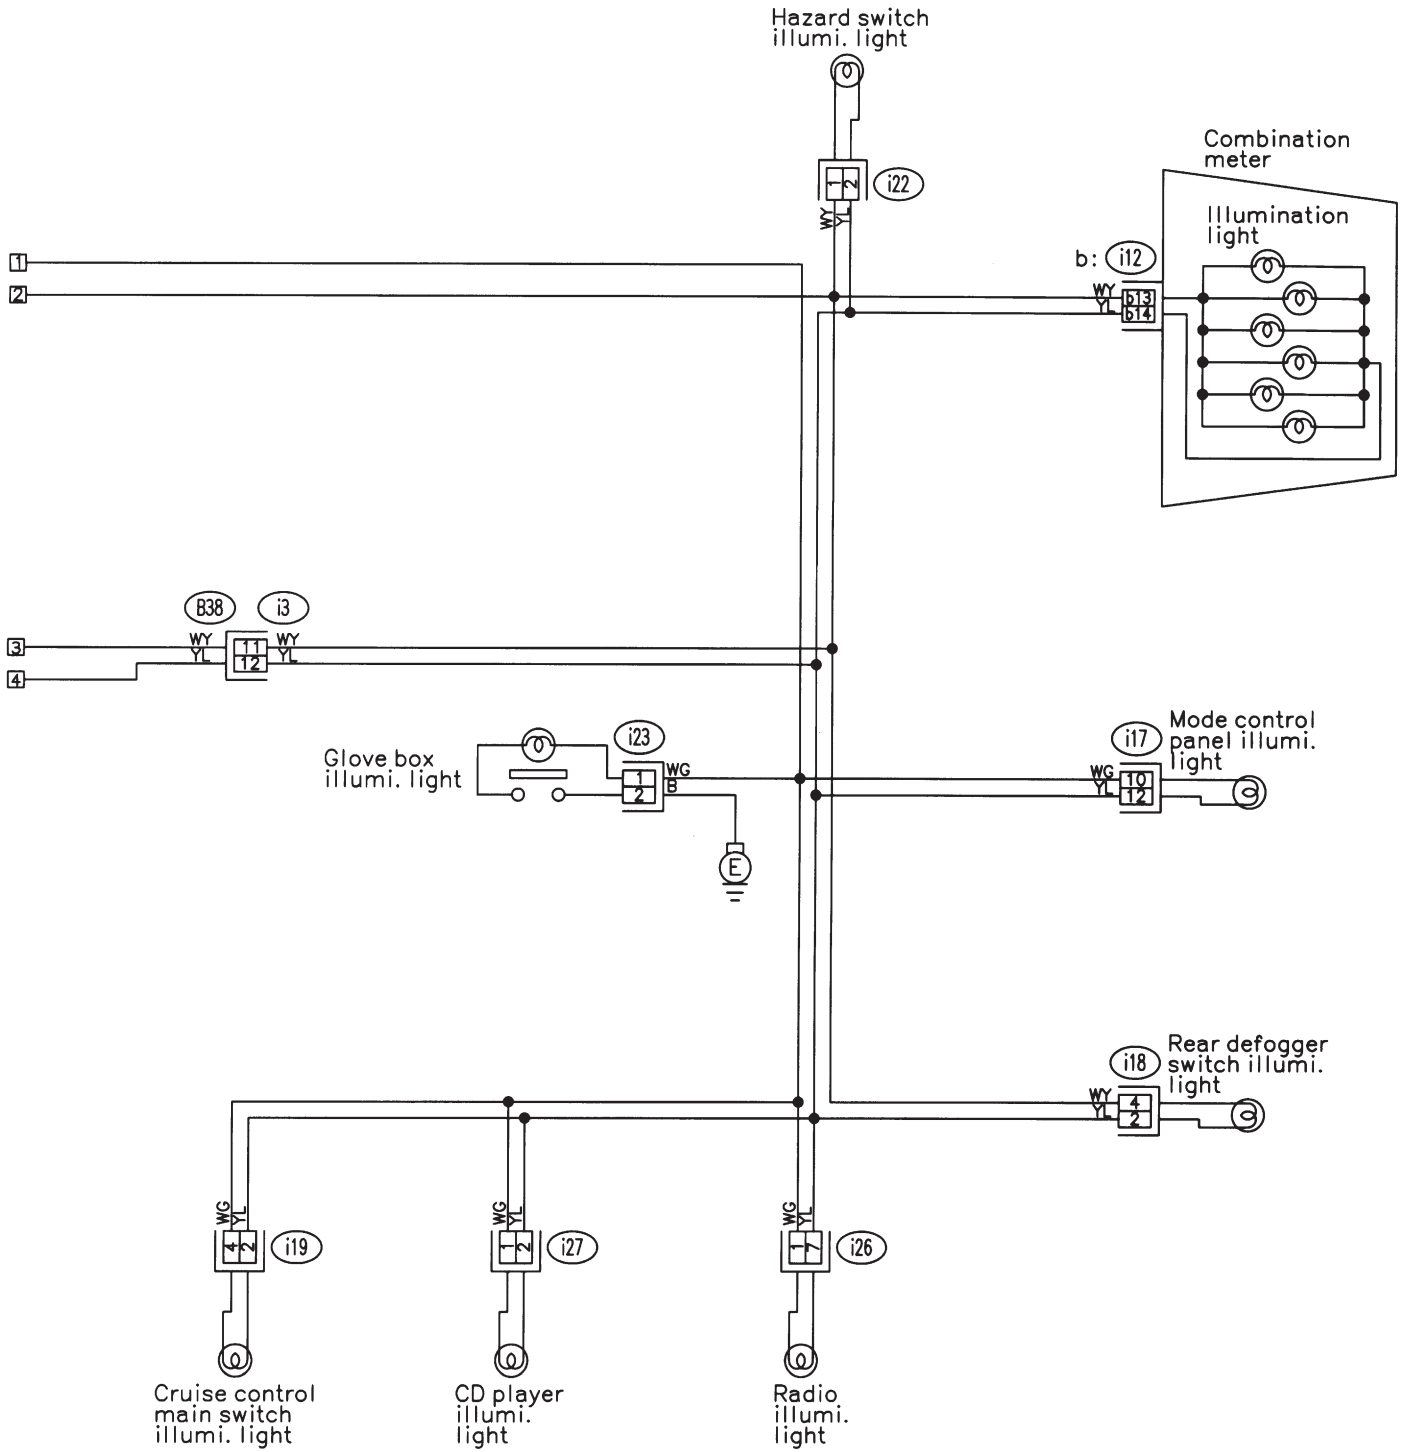 Hazard switch
illumi. light
1
2
i22
WY
YL
Combination
meter
Illumination
light
b:
i12
1
2
WY
YL
b13
b14
B38
i3
3
4
WY
YL
11
12
WY
YL
Glove box
illumi. light
i23
1
2
WG
B
E
Mode control
panel illumi.
light
i17
WG
YL
10
12
Rear defogger
switch illumi.
light
i18
WY
YL
4
2
WG
YL
4
2
i19
WG
YL
1
2
i27
WG
YL
1
7
i26
Cruise control
main switch
illumi. light
CD player
illumi.
light
Radio
illumi.
light